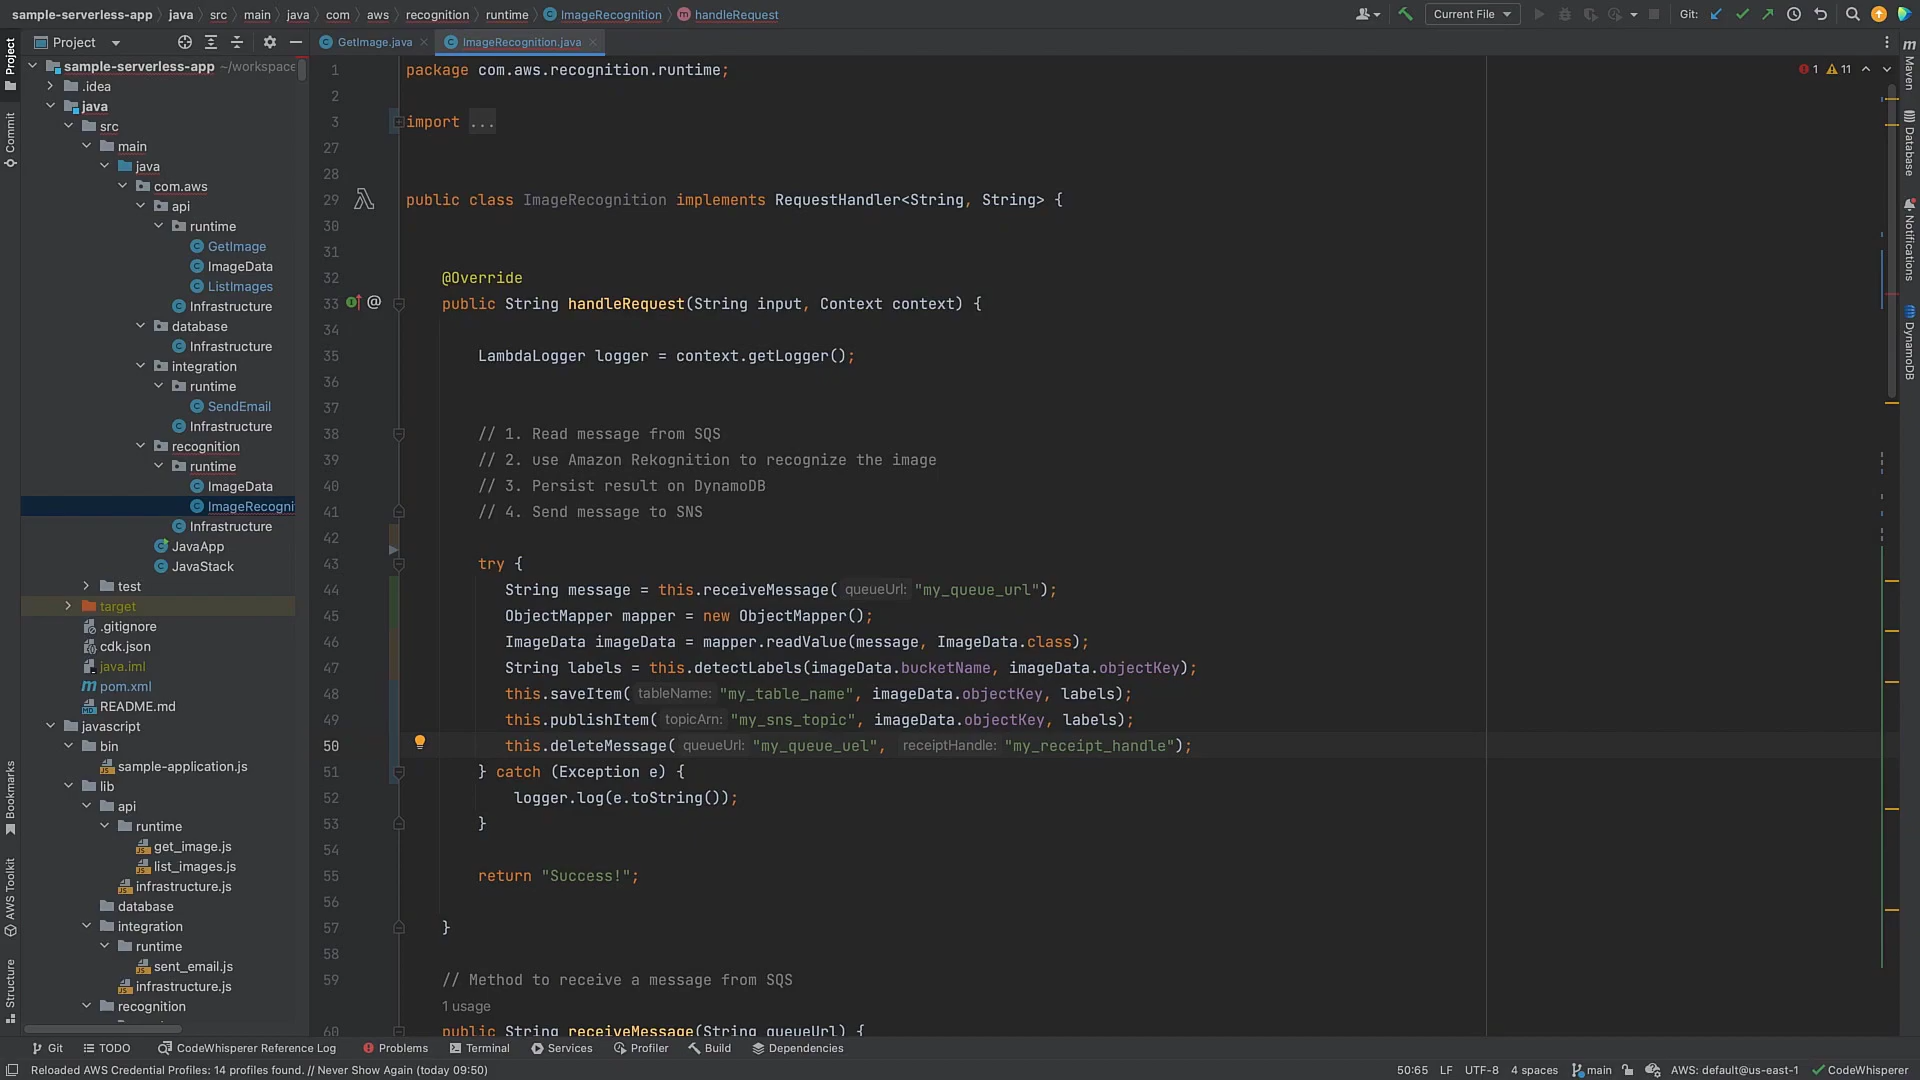 sample-serverless-app java src main java com aws recognition runtime ImageRecognition handleRequest Current File Git:
Project GetImage.java ImageRecognition.java
Project
Commit
Bookmarks
AWS Toolkit
Structure
sample-serverless-app ~/workspace
.idea
java
src
main
java
com.aws
api
runtime
GetImage
ImageData
ListImages
Infrastructure
database
Infrastructure
integration
runtime
SendEmail
Infrastructure
recognition
runtime
ImageData
ImageRecogni
Infrastructure
JavaApp
JavaStack
test
target
.gitignore
cdk.json
java.iml
pom.xml
README.md
javascript
bin
sample-application.js
lib
api
runtime
get_image.js
list_images.js
infrastructure.js
database
integration
runtime
sent_email.js
infrastructure.js
recognition
1 package com.aws.recognition.runtime;
2
3 import ...
27
28
29 public class ImageRecognition implements RequestHandler<String, String> {
30
31
32 @Override
33 public String handleRequest(String input, Context context) {
34
35 LambdaLogger logger = context.getLogger();
36
37
38 // 1. Read message from SQS
39 // 2. use Amazon Rekognition to recognize the image
40 // 3. Persist result on DynamoDB
41 // 4. Send message to SNS
42
43 try {
44 String message = this.receiveMessage( queueUrl: "my_queue_url");
45 ObjectMapper mapper = new ObjectMapper();
46 ImageData imageData = mapper.readValue(message, ImageData.class);
47 String labels = this.detectLabels(imageData.bucketName, imageData.objectKey);
48 this.saveItem( tableName: "my_table_name", imageData.objectKey, labels);
49 this.publishItem( topicArn: "my_sns_topic", imageData.objectKey, labels);
50 this.deleteMessage( queueUrl: "my_queue_uel", receiptHandle: "my_receipt_handle");
51 } catch (Exception e) {
52 logger.log(e.toString());
53 }
54
55 return "Success!";
56
57 }
58
59 // Method to receive a message from SQS
1 usage
60 public String receiveMessage(String queueUrl) {
1 11
Maven
Database
Notifications
DynamoDB
Git TODO CodeWhisperer Reference Log Problems Terminal Services Profiler Build Dependencies
Reloaded AWS Credential Profiles: 14 profiles found. // Never Show Again (today 09:50) 50:65 LF UTF-8 4 spaces main AWS: default@us-east-1 CodeWhisperer